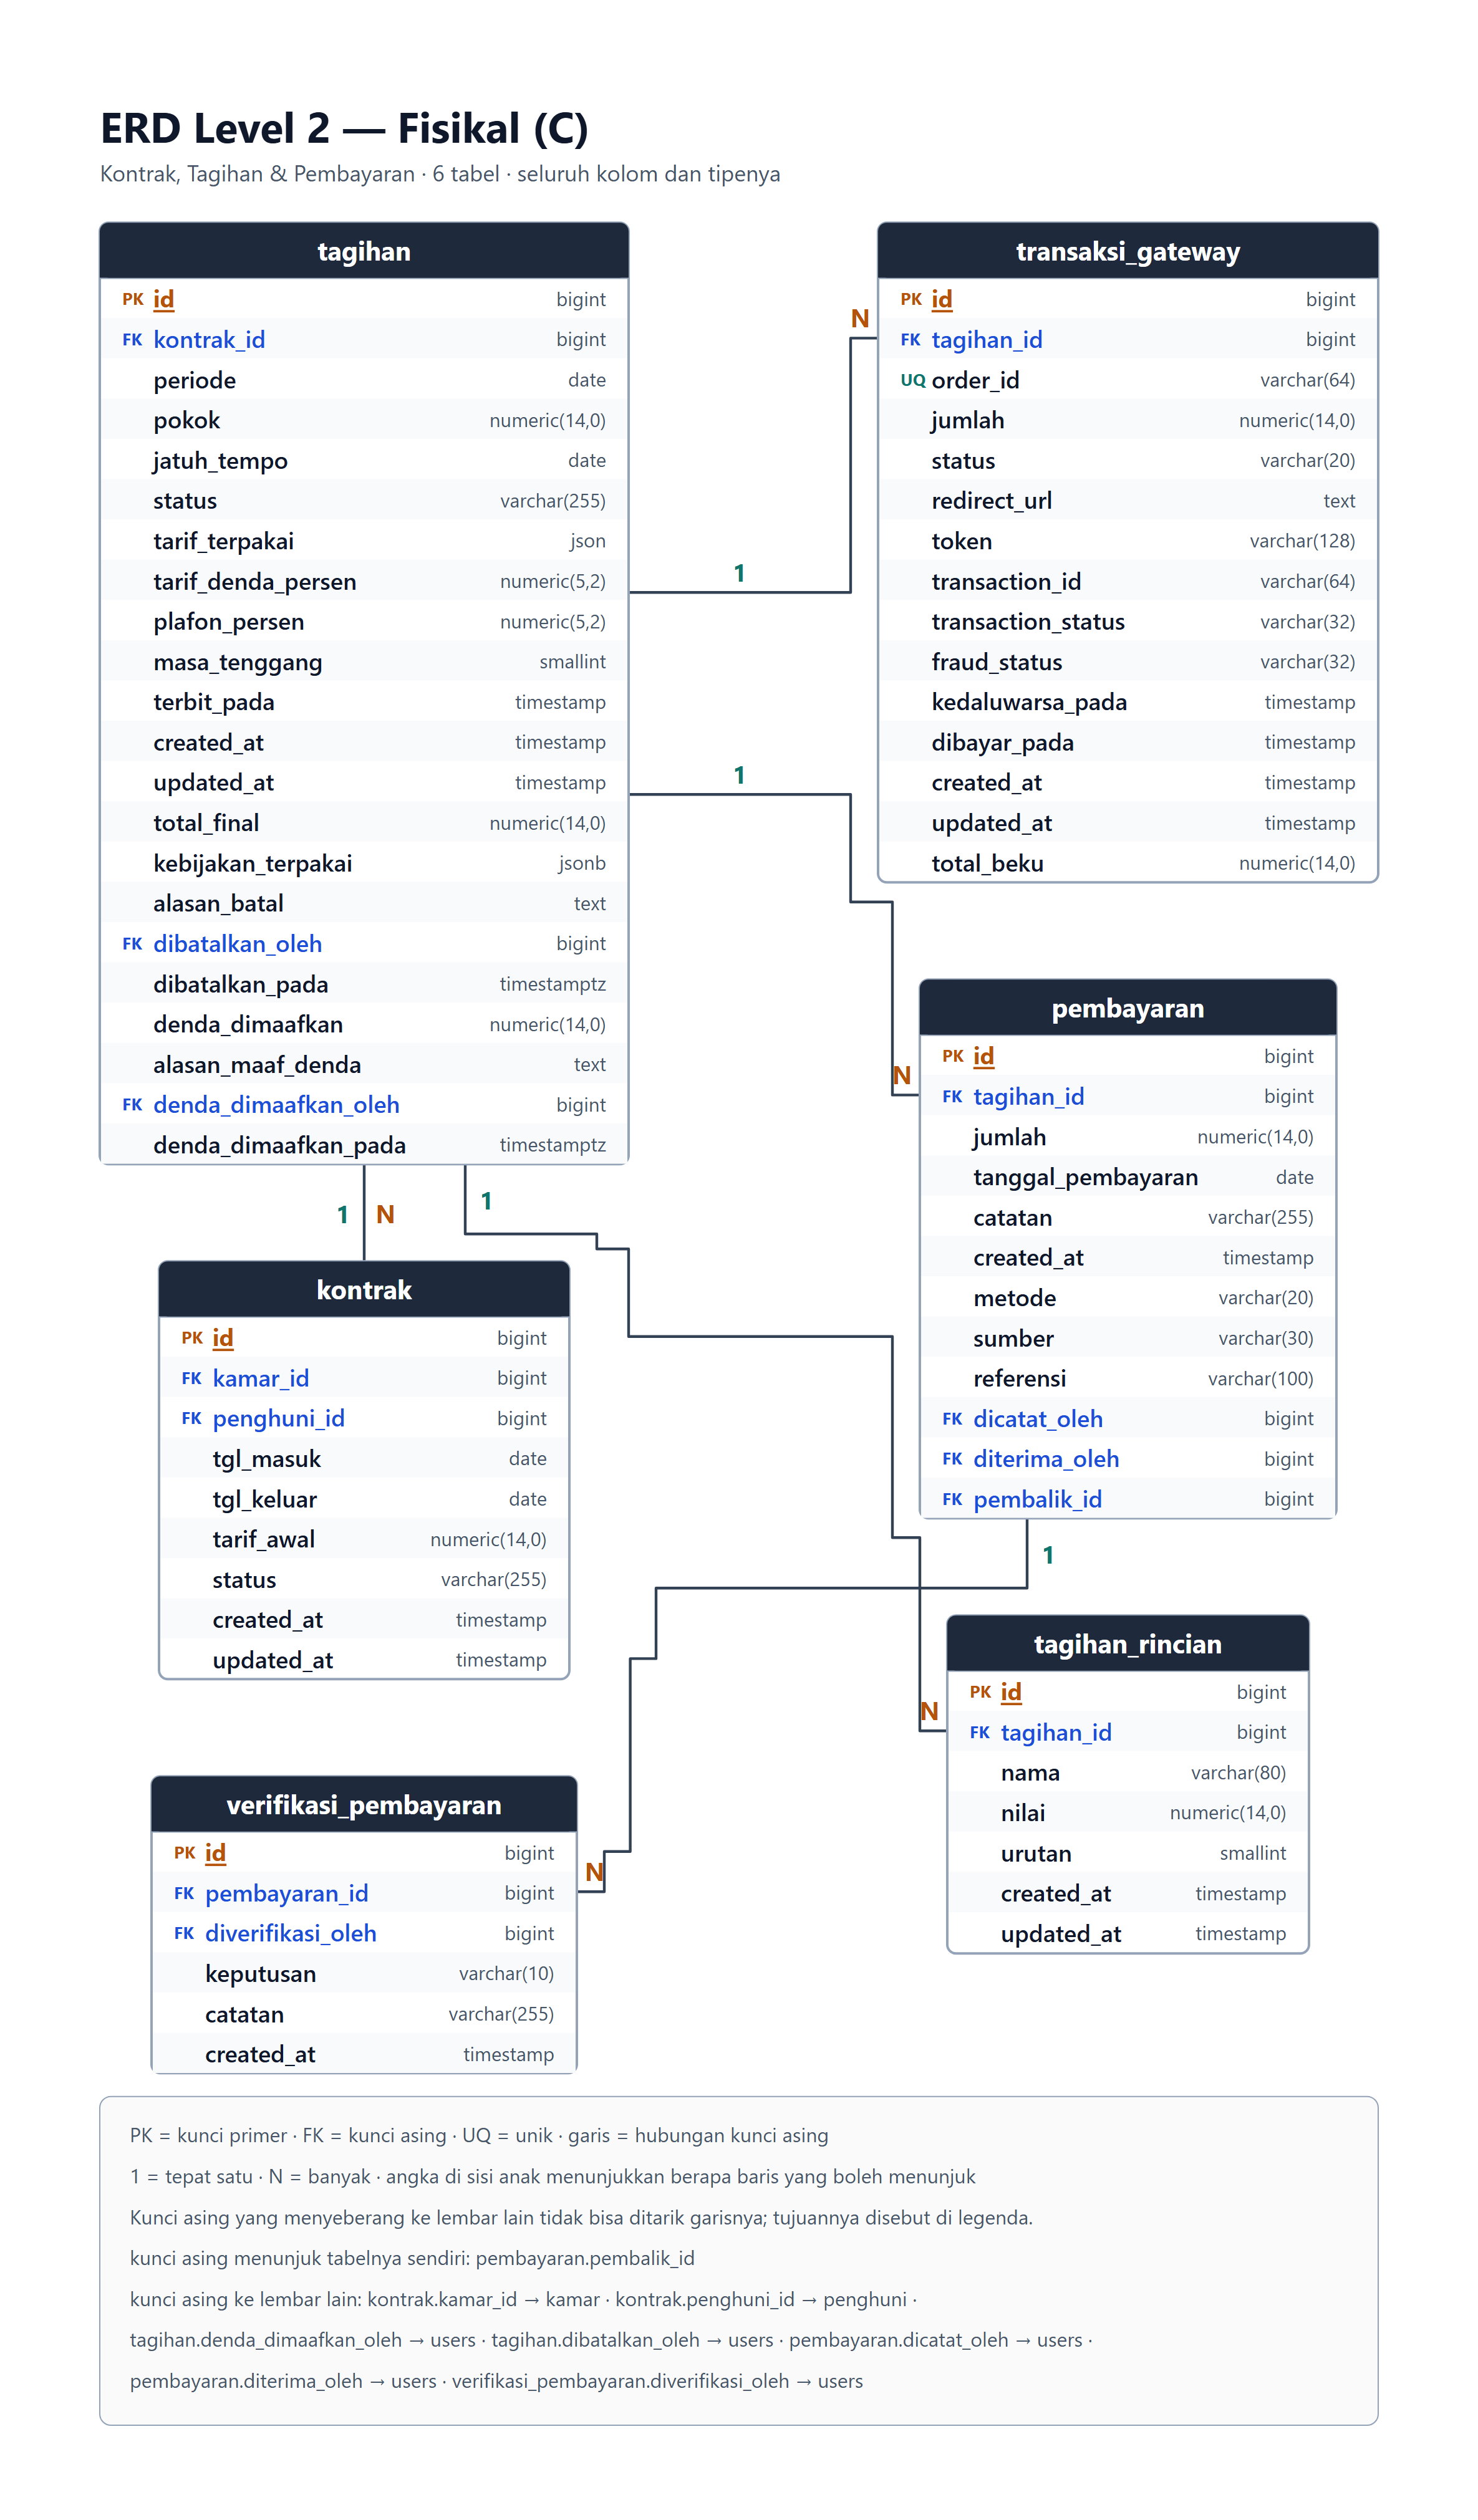 ERD Level 2 — Fisikal (C)
Kontrak, Tagihan & Pembayaran · 6 tabel · seluruh kolom dan tipenya
tagihan
PK id bigint
FK kontrak_id bigint
periode date
pokok numeric(14,0)
jatuh_tempo date
status varchar(255)
tarif_terpakai json
tarif_denda_persen numeric(5,2)
plafon_persen numeric(5,2)
masa_tenggang smallint
terbit_pada timestamp
created_at timestamp
updated_at timestamp
total_final numeric(14,0)
kebijakan_terpakai jsonb
alasan_batal text
FK dibatalkan_oleh bigint
dibatalkan_pada timestamptz
denda_dimaafkan numeric(14,0)
alasan_maaf_denda text
FK denda_dimaafkan_oleh bigint
denda_dimaafkan_pada timestamptz
1
1
N
transaksi_gateway
PK id bigint
FK tagihan_id bigint
UQ order_id varchar(64)
jumlah numeric(14,0)
status varchar(20)
redirect_url text
token varchar(128)
transaction_id varchar(64)
transaction_status varchar(32)
fraud_status varchar(32)
kedaluwarsa_pada timestamp
dibayar_pada timestamp
created_at timestamp
updated_at timestamp
total_beku numeric(14,0)
N
pembayaran
PK id bigint
FK tagihan_id bigint
jumlah numeric(14,0)
tanggal_pembayaran date
catatan varchar(255)
created_at timestamp
metode varchar(20)
sumber varchar(30)
referensi varchar(100)
FK dicatat_oleh bigint
FK diterima_oleh bigint
FK pembalik_id bigint
1 N
1
kontrak
PK id bigint
FK kamar_id bigint
FK penghuni_id bigint
tgl_masuk date
tgl_keluar date
tarif_awal numeric(14,0)
status varchar(255)
created_at timestamp
updated_at timestamp
1
N
tagihan_rincian
PK id bigint
FK tagihan_id bigint
nama varchar(80)
nilai numeric(14,0)
urutan smallint
created_at timestamp
updated_at timestamp
verifikasi_pembayaran
PK id bigint
FK pembayaran_id bigint
FK diverifikasi_oleh bigint
keputusan varchar(10)
catatan varchar(255)
created_at timestamp
N
PK = kunci primer · FK = kunci asing · UQ = unik · garis = hubungan kunci asing
1 = tepat satu · N = banyak · angka di sisi anak menunjukkan berapa baris yang boleh menunjuk
Kunci asing yang menyeberang ke lembar lain tidak bisa ditarik garisnya; tujuannya disebut di legenda.
kunci asing menunjuk tabelnya sendiri: pembayaran.pembalik_id
kunci asing ke lembar lain: kontrak.kamar_id → kamar · kontrak.penghuni_id → penghuni ·
tagihan.denda_dimaafkan_oleh → users · tagihan.dibatalkan_oleh → users · pembayaran.dicatat_oleh → users ·
pembayaran.diterima_oleh → users · verifikasi_pembayaran.diverifikasi_oleh → users